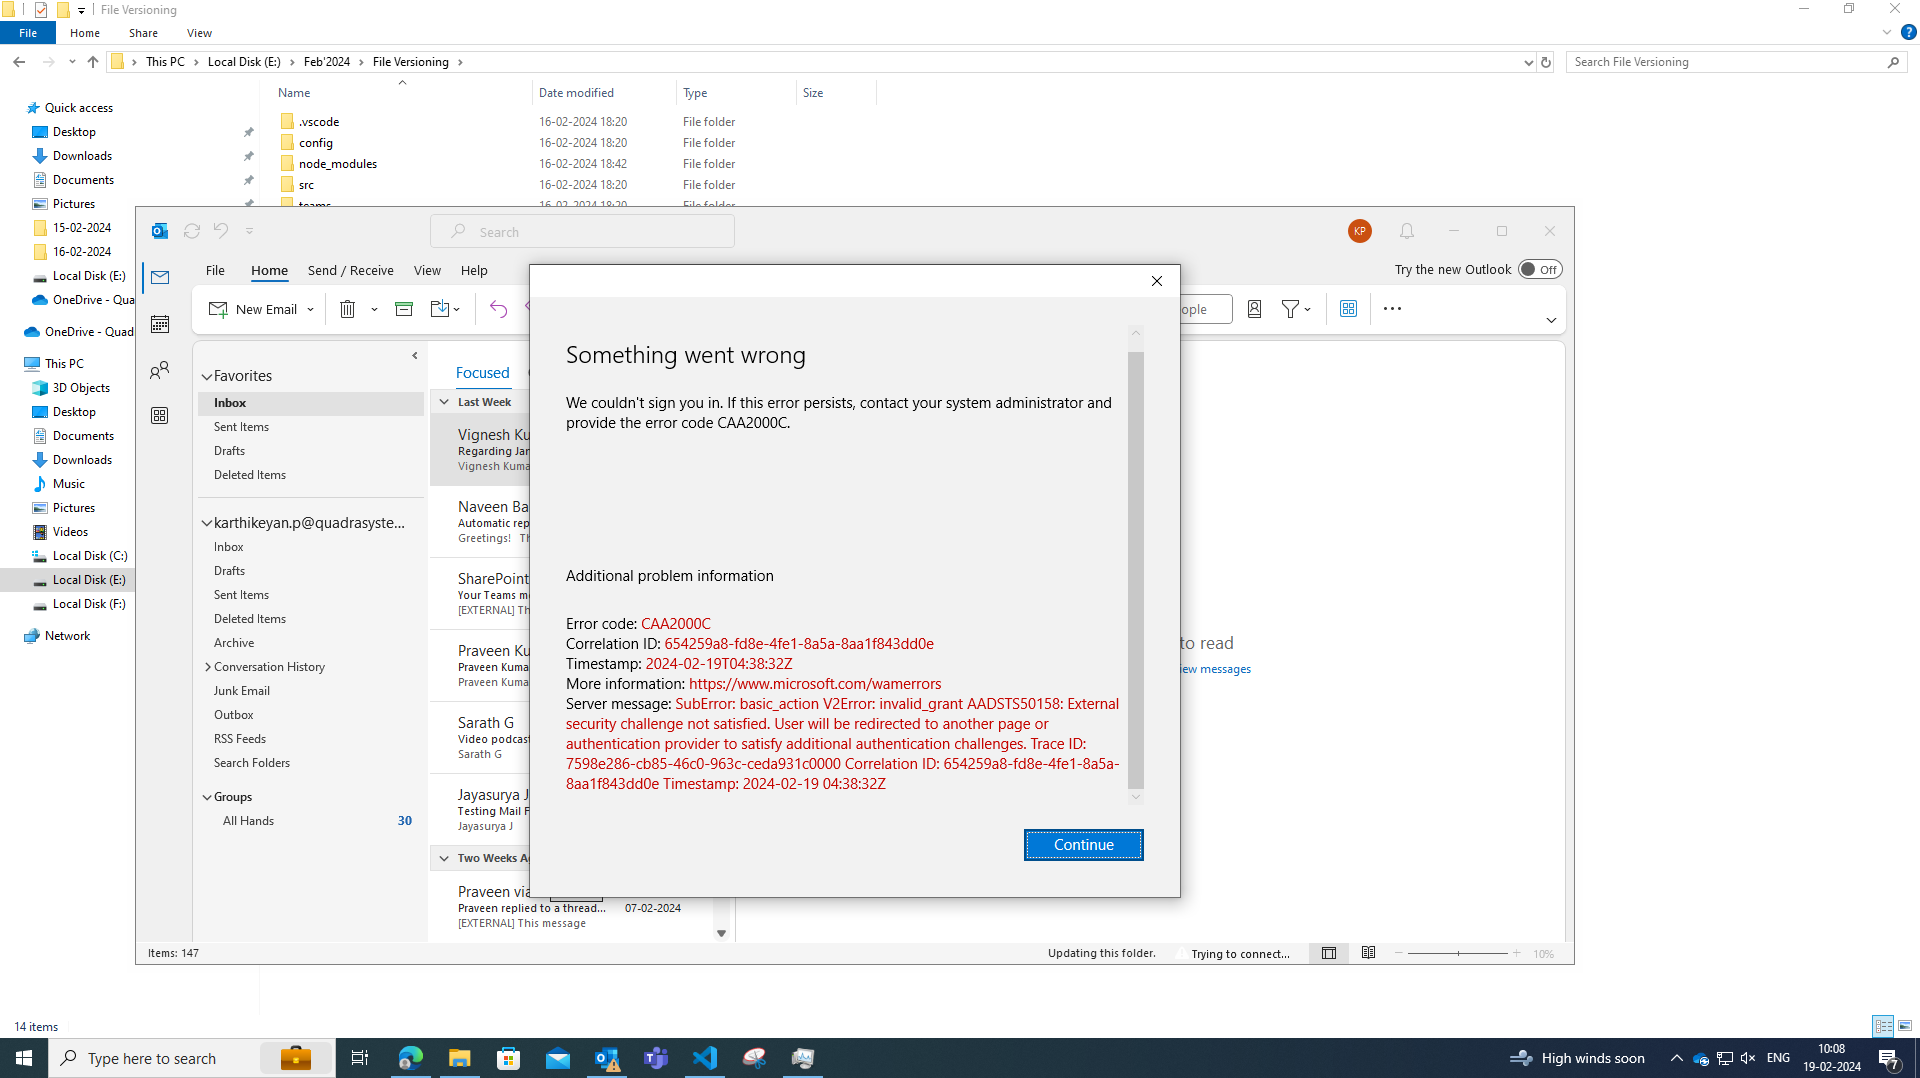 File Versioning
File
Home
Share
View
This PC
Local Disk (E:)
Feb'2024
File Versioning
Search File Versioning
Name
Date modified
Type
Size
Quick access
Desktop
Downloads
Documents
Pictures
15-02-2024
16-02-2024
Local Disk (E:)
OneDrive - Qua
OneDrive - Quad
This PC
3D Objects
Desktop
Documents
Downloads
Music
Pictures
Videos
Local Disk (C:)
Local Disk (E:)
Local Disk (F:)
Network
.vscode 16-02-2024 18:20 File folder
config 16-02-2024 18:20 File folder
node_modules 16-02-2024 18:42 File folder
src 16-02-2024 18:20 File folder
teams 16-02-2024 18:20 File folder
14 items
Search
KP
File
Home
Send / Receive
View
Help
Try the new Outlook
Off
New Email
ople
Favorites
Inbox
Sent Items
Drafts
Deleted Items
karthikeyan.p@quadrasyste...
Inbox
Drafts
Sent Items
Deleted Items
Archive
Conversation History
Junk Email
Outbox
RSS Feeds
Search Folders
Groups
All Hands 30
Focused
Last Week
Vignesh Ku
Regarding Jan
Vignesh Kuma
Naveen Ba
Automatic rep
Greetings! Th
SharePoint
Your Teams me
[EXTERNAL] Th
Praveen Ku
Praveen Kuma
Praveen Kuma
Sarath G
Video podcast
Sarath G
Jayasurya J
Testing Mail F
Jayasurya J
Two Weeks Ag
Praveen via
Praveen replied to a thread... 07-02-2024
[EXTERNAL] This message
to read
iew messages
Items: 147
Updating this folder.
Trying to connect...
10%
Something went wrong
We couldn't sign you in. If this error persists, contact your system administrator and
provide the error code CAA2000C.
Additional problem information
Error code: CAA2000C
Correlation ID: 654259a8-fd8e-4fe1-8a5a-8aa1f843dd0e
Timestamp: 2024-02-19T04:38:32Z
More information: https://www.microsoft.com/wamerrors
Server message: SubError: basic_action V2Error: invalid_grant AADSTS50158: External
security challenge not satisfied. User will be redirected to another page or
authentication provider to satisfy additional authentication challenges. Trace ID:
7598e286-cb85-46c0-963c-ceda931c0000 Correlation ID: 654259a8-fd8e-4fe1-8a5a-
8aa1f843dd0e Timestamp: 2024-02-19 04:38:32Z
Continue
Type here to search
High winds soon
ENG
10:08
19-02-2024
7